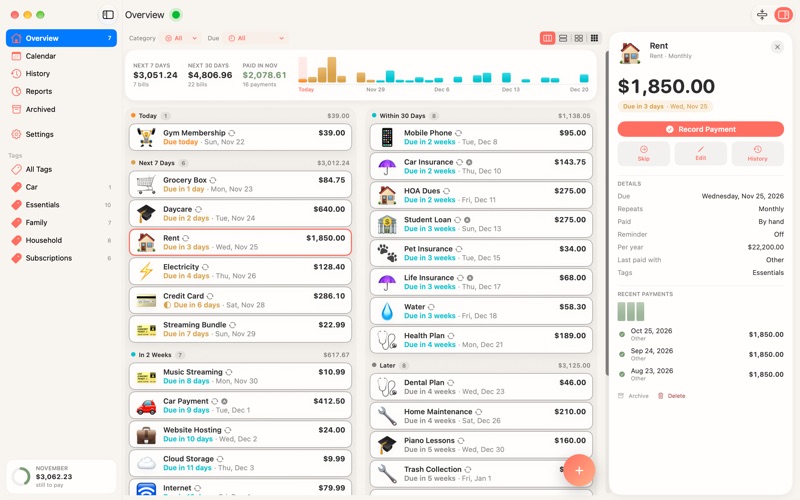 Overview
Overview 7
Calendar
History
Reports
Archived
Settings
Tags
All Tags
Car 1
Essentials 10
Family 7
Household 8
Subscriptions 6
NOVEMBER
$3,062.23
still to pay
Category All Due All
NEXT 7 DAYS
$3,051.24
7 bills
NEXT 30 DAYS
$4,806.96
22 bills
PAID IN NOV
$2,078.61
16 payments
Today Nov 29 Dec 6 Dec 13 Dec 20
Today 1 $39.00
Gym Membership $39.00
Due today · Sun, Nov 22
Next 7 Days 6 $3,012.24
Grocery Box $84.75
Due in 1 day · Mon, Nov 23
Daycare $640.00
Due in 2 days · Tue, Nov 24
Rent $1,850.00
Due in 3 days · Wed, Nov 25
Electricity $128.40
Due in 4 days · Thu, Nov 26
Credit Card $286.10
Due in 6 days · Sat, Nov 28
Streaming Bundle $22.99
Due in 7 days · Sun, Nov 29
In 2 Weeks 7 $617.67
Music Streaming $10.99
Due in 8 days · Mon, Nov 30
Car Payment $412.50
Due in 9 days · Tue, Dec 1
Website Hosting $24.00
Due in 10 days · Wed, Dec 2
Cloud Storage $9.99
Due in 11 days · Thu, Dec 3
Internet $79.99
Within 30 Days 8 $1,138.05
Mobile Phone $95.00
Due in 2 weeks · Tue, Dec 8
Car Insurance $143.75
Due in 2 weeks · Thu, Dec 10
HOA Dues $275.00
Due in 2 weeks · Fri, Dec 11
Student Loan $275.00
Due in 3 weeks · Sun, Dec 13
Pet Insurance $34.00
Due in 3 weeks · Tue, Dec 15
Life Insurance $68.00
Due in 3 weeks · Thu, Dec 17
Water $58.30
Due in 3 weeks · Fri, Dec 18
Health Plan $189.00
Due in 4 weeks · Mon, Dec 21
Later 8 $3,125.00
Dental Plan $46.00
Due in 4 weeks · Wed, Dec 23
Home Maintenance $210.00
Due in 4 weeks · Sat, Dec 26
Piano Lessons $160.00
Due in 5 weeks · Wed, Dec 30
Trash Collection
Due in 5 weeks · Fri, Jan 1
Rent
Rent · Monthly
$1,850.00
Due in 3 days · Wed, Nov 25
Record Payment
Skip Edit History
DETAILS
Due Wednesday, Nov 25, 2026
Repeats Monthly
Paid By hand
Reminder Off
Per year $22,200.00
Last paid with Other
Tags Essentials
RECENT PAYMENTS
Oct 25, 2026 $1,850.00
Other
Sep 24, 2026 $1,850.00
Other
Aug 23, 2026 $1,850.00
Other
Archive Delete